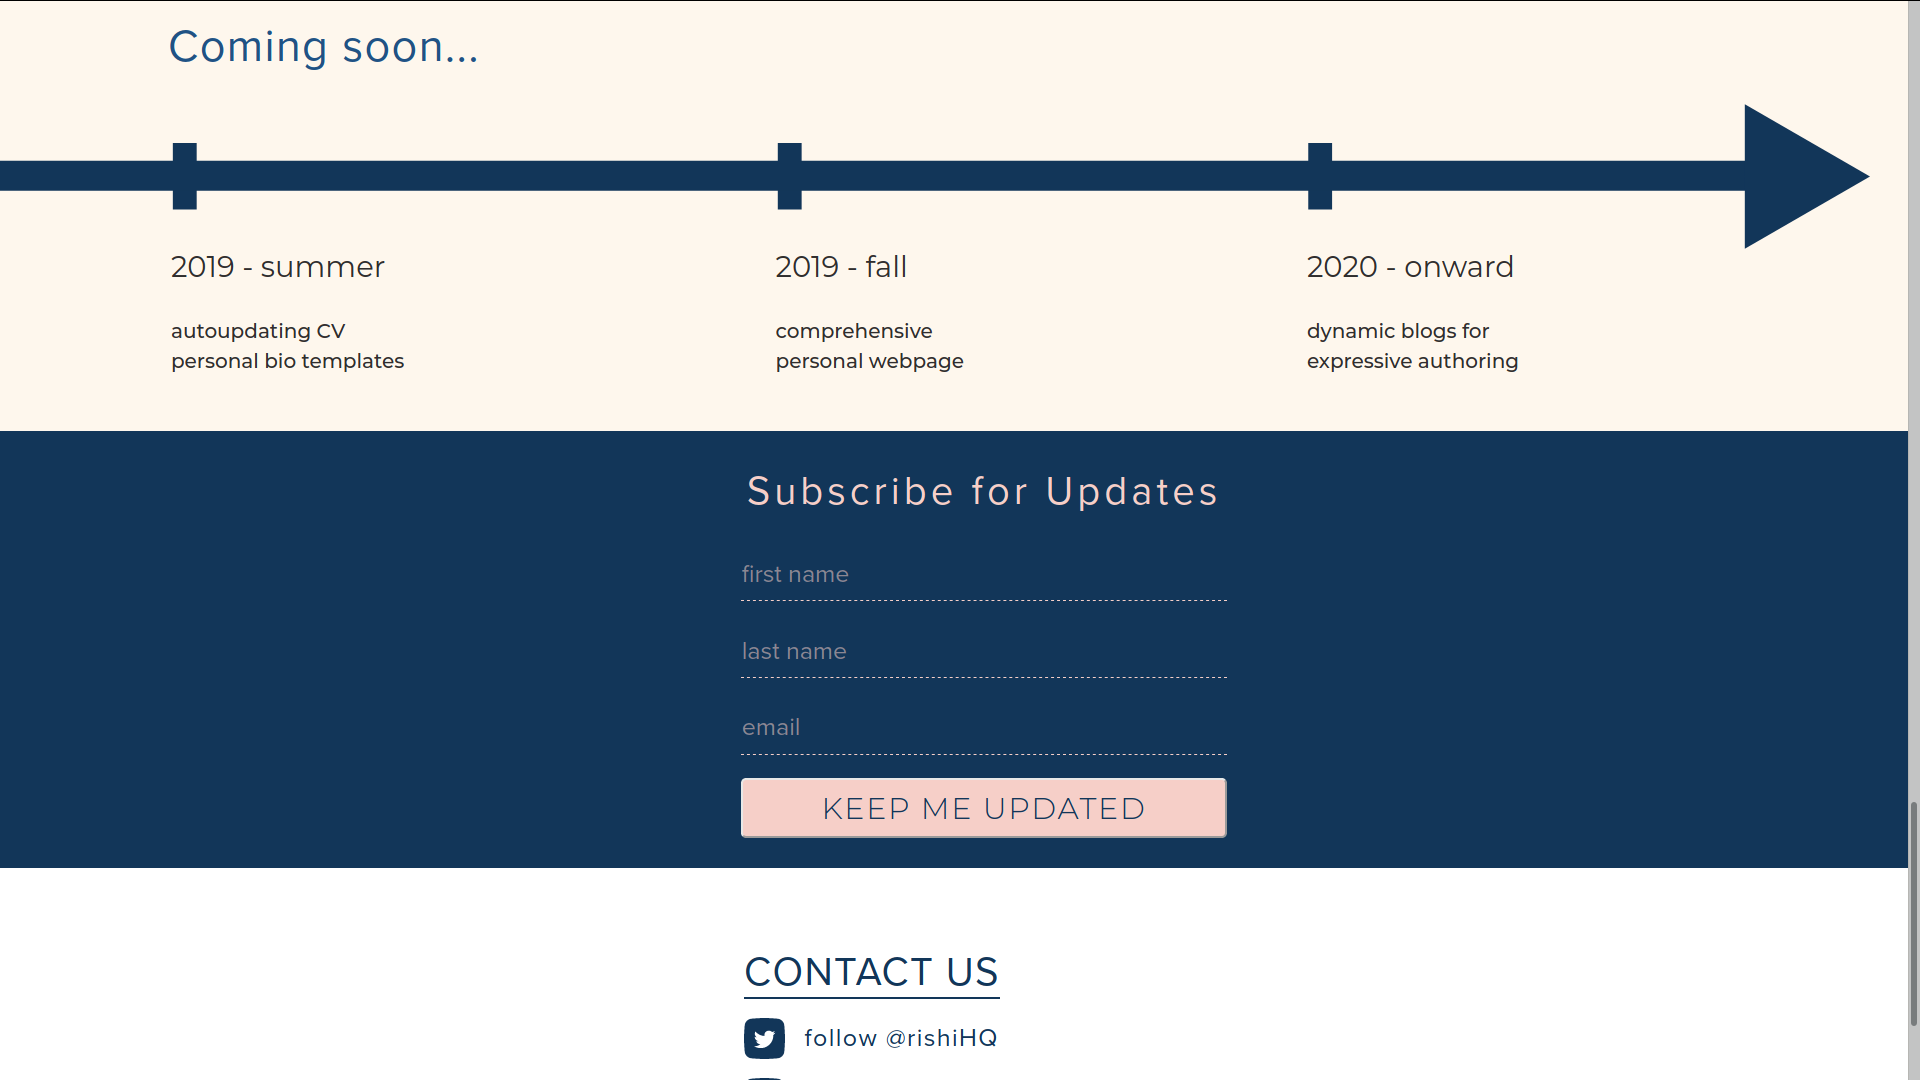 Coming soon...
2019 - summer
autoupdating CV
personal bio templates
2019 - fall
comprehensive
personal webpage
2020 - onward
dynamic blogs for
expressive authoring
Subscribe for Updates
first name
last name
email
KEEP ME UPDATED
CONTACT US
follow @rishiHQ